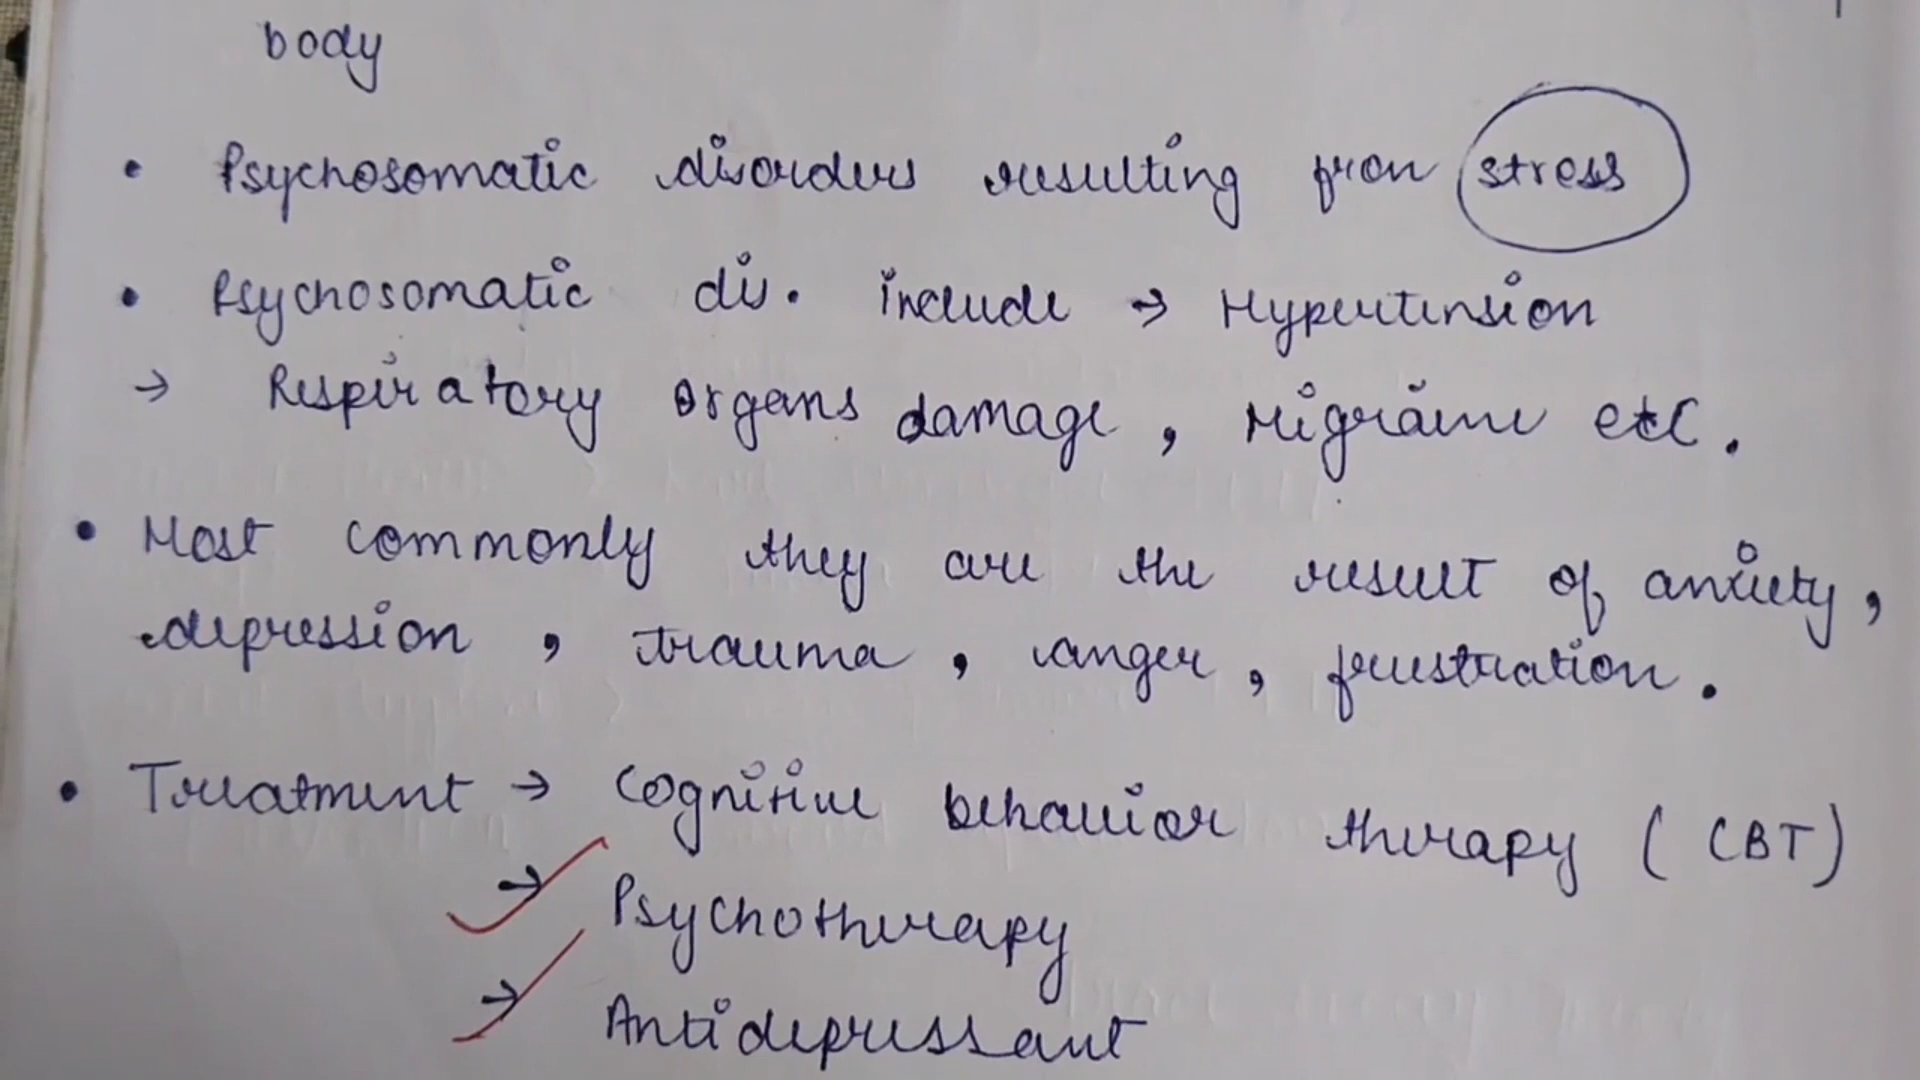 body
• Psychosomatic disorders resulting from stress
• Psychosomatic dis. include → Hypertension
→ Respiratory organs damage, Migraine etc.
• Most commonly they are the result of anxiety,
depression, trauma, anger, frustration.
• Treatment → Cognitive behavior therapy (CBT)
→ Psychotherapy
→ Antidepressant